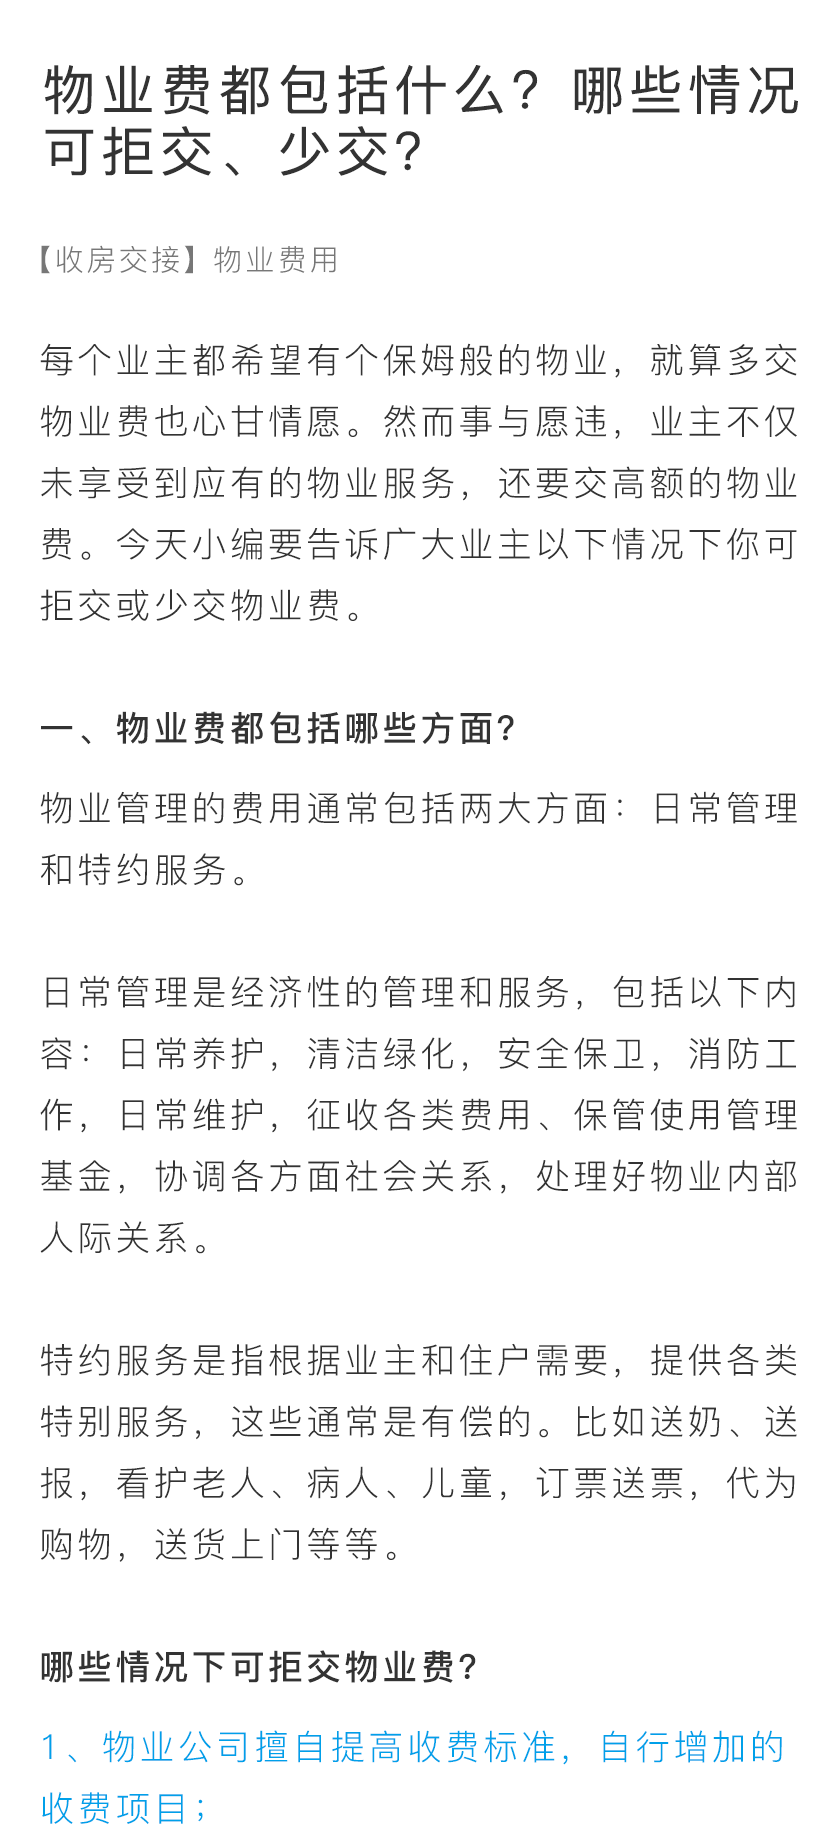 物业费都包括什么？哪些情况
可拒交、少交？
【收房交接】物业费用
每个业主都希望有个保姆般的物业，就算多交
物业费也心甘情愿。然而事与愿违，业主不仅
未享受到应有的物业服务，还要交高额的物业
费。今天小编要告诉广大业主以下情况下你可
拒交或少交物业费。
一、物业费都包括哪些方面？
物业管理的费用通常包括两大方面：日常管理
和特约服务。
日常管理是经济性的管理和服务，包括以下内
容：日常养护，清洁绿化，安全保卫，消防工
作，日常维护，征收各类费用、保管使用管理
基金，协调各方面社会关系，处理好物业内部
人际关系。
特约服务是指根据业主和住户需要，提供各类
特别服务，这些通常是有偿的。比如送奶、送
报，看护老人、病人、儿童，订票送票，代为
购物，送货上门等等。
哪些情况下可拒交物业费？
1、物业公司擅自提高收费标准，自行增加的
收费项目；